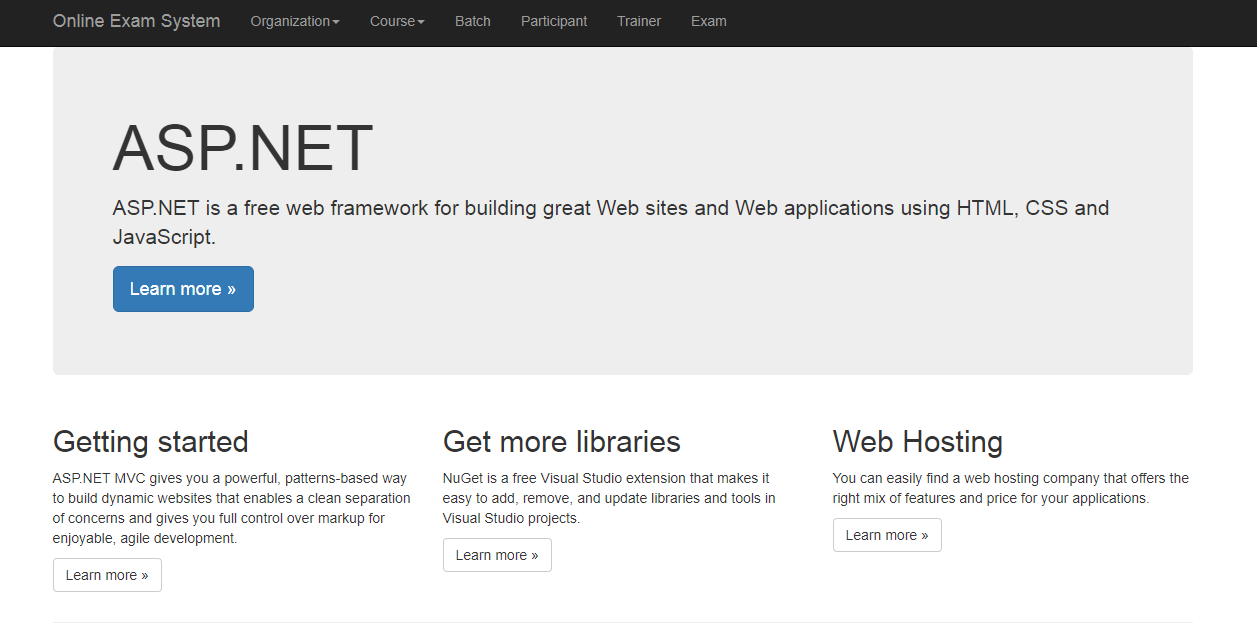 Online Exam System Organization Course Batch Participant Trainer Exam
ASP.NET
ASP.NET is a free web framework for building great Web sites and Web applications using HTML, CSS and
JavaScript.
Learn more »
Getting started
ASP.NET MVC gives you a powerful, patterns-based way
to build dynamic websites that enables a clean separation
of concerns and gives you full control over markup for
enjoyable, agile development.
Learn more »
Get more libraries
NuGet is a free Visual Studio extension that makes it
easy to add, remove, and update libraries and tools in
Visual Studio projects.
Learn more »
Web Hosting
You can easily find a web hosting company that offers the
right mix of features and price for your applications.
Learn more »